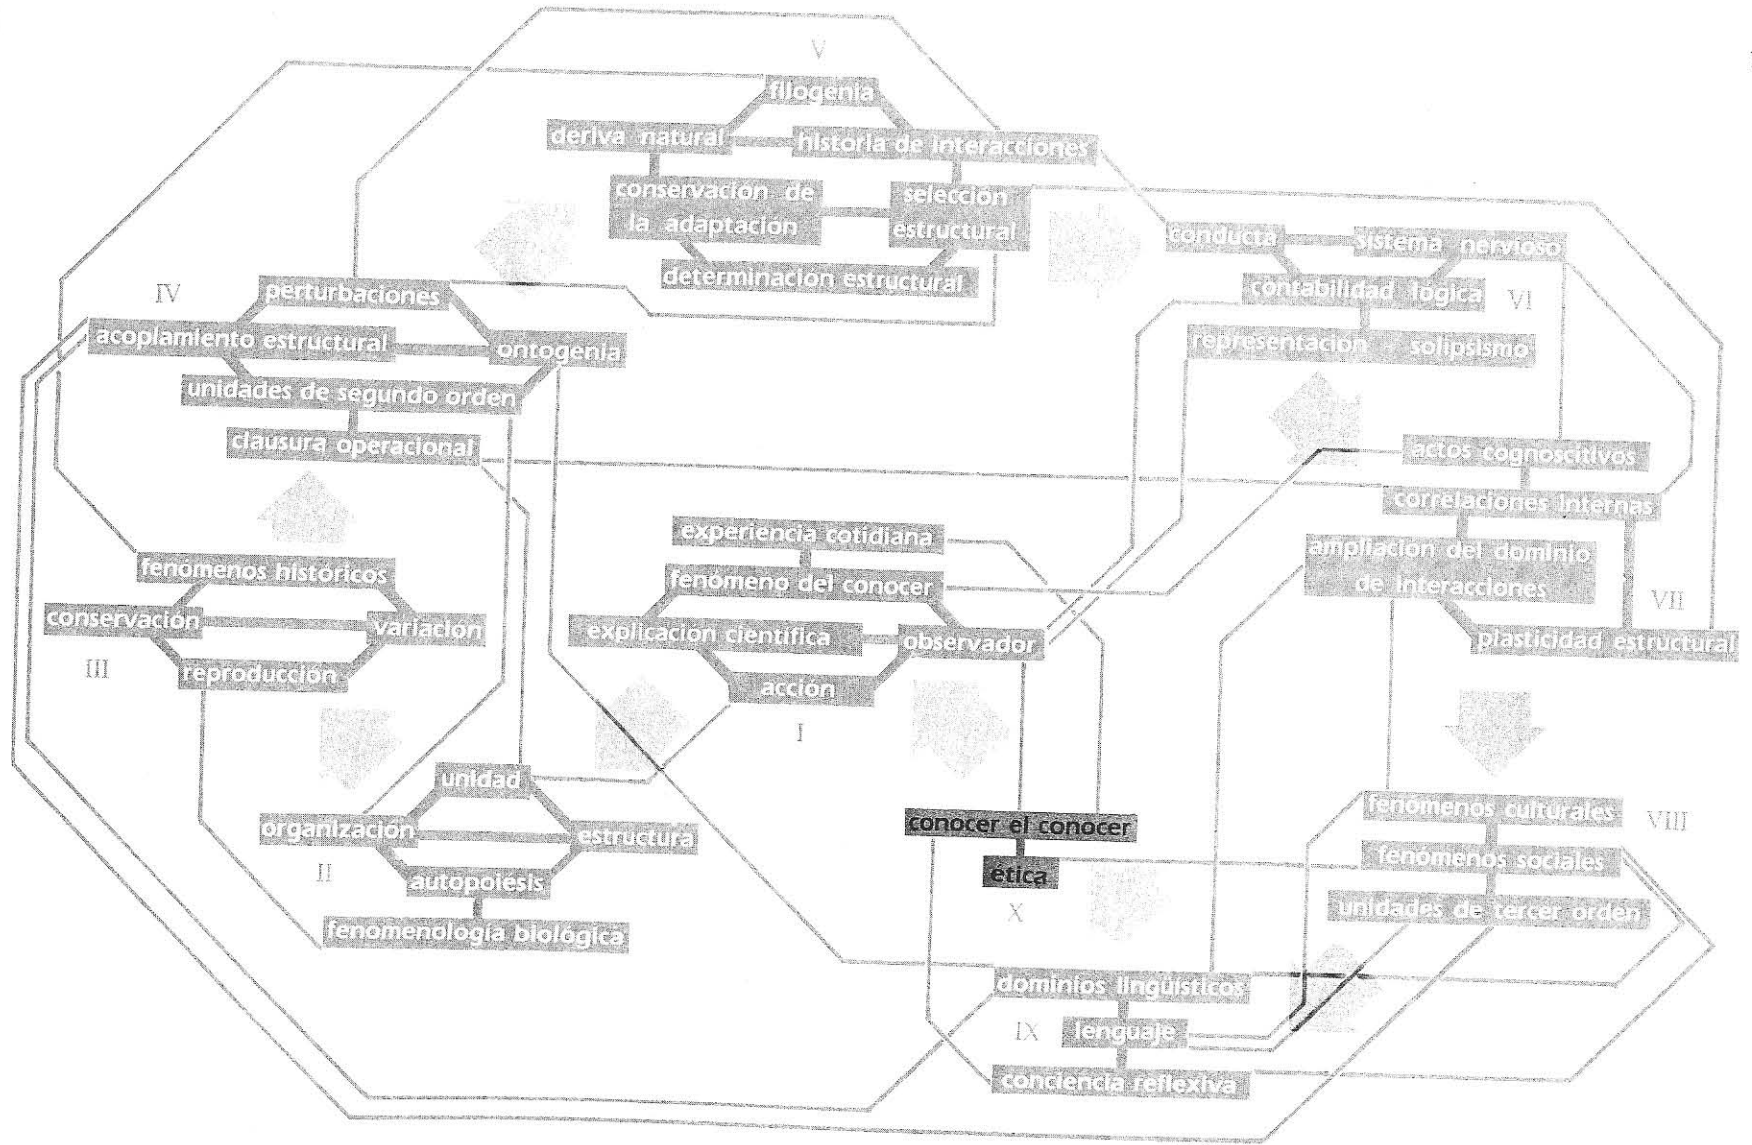 V
filogenia
deriva natural
historia de interacciones
conservación de
la adaptación
selección
estructural
determinación estructural
conducta
sistema nervioso
contabilidad lógica
VI
representación solipsismo
IV
perturbaciones
acoplamiento estructural
ontogenia
unidades de segundo orden
clausura operacional
actos cognoscitivos
correlaciones internas
ampliación del dominio
de interacciones
VII
plasticidad estructural
experiencia cotidiana
fenómeno del conocer
explicación científica
observador
acción
I
fenómenos históricos
conservación
variación
III
reproducción
unidad
organización
estructura
II
autopoiesis
fenomenología biológica
conocer el conocer
ética
X
fenómenos culturales
VIII
fenómenos sociales
unidades de tercer orden
dominios lingüísticos
IX
lenguaje
conciencia reflexiva